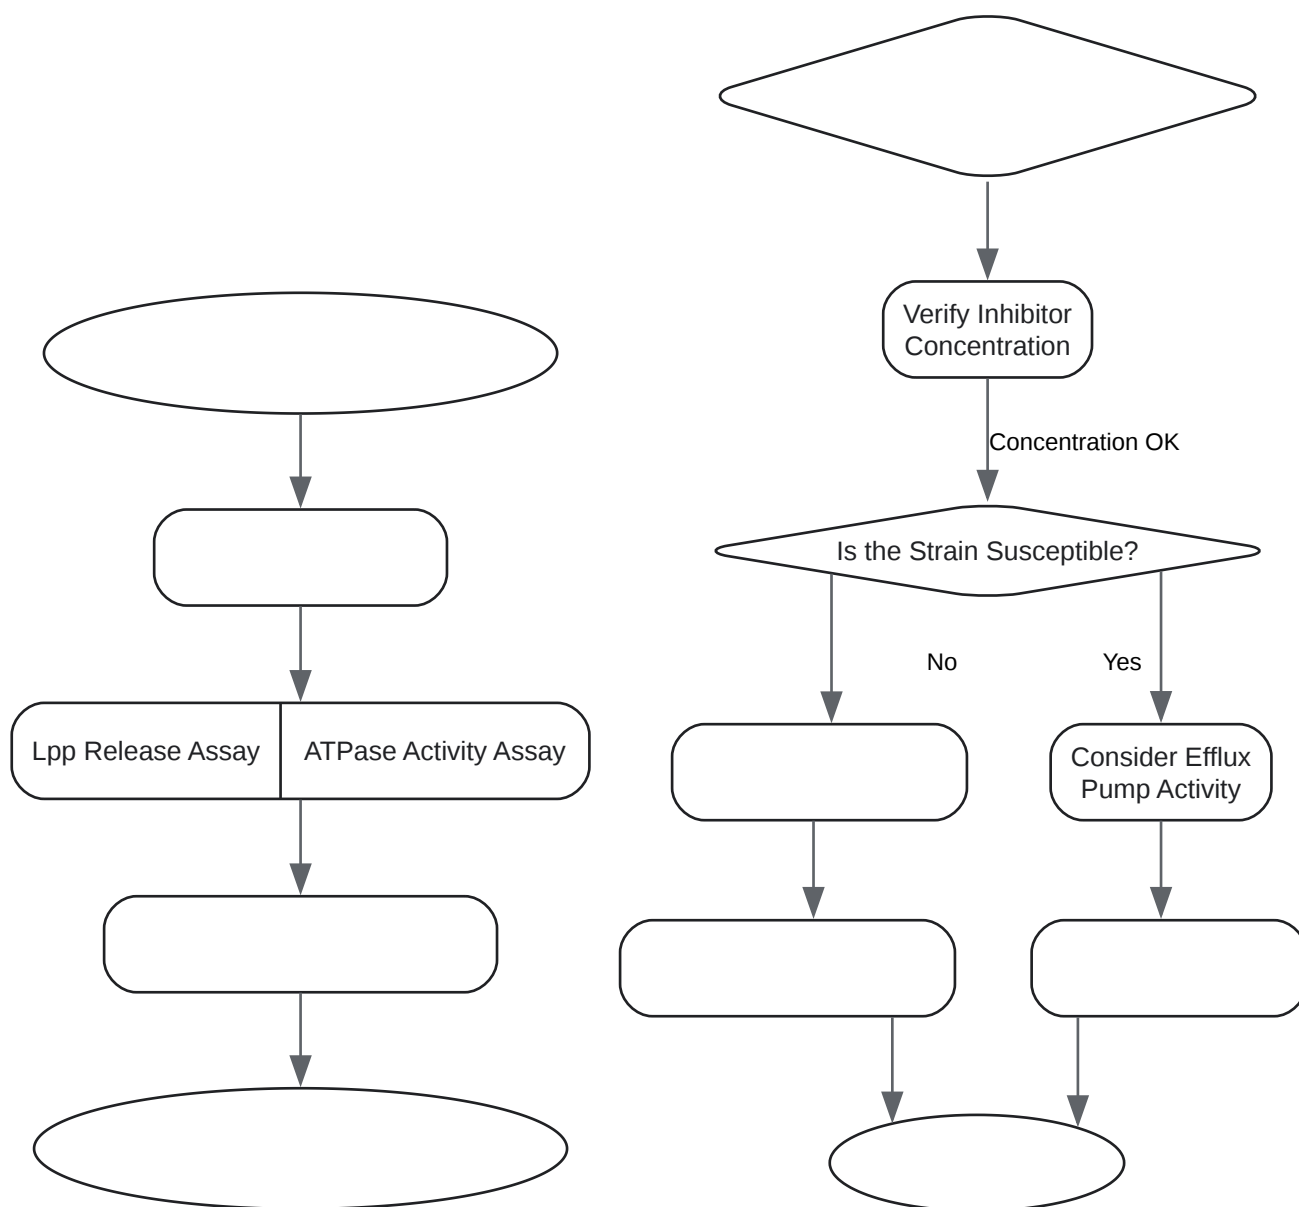 Verify Inhibitor
Concentration
Concentration OK
Is the Strain Susceptible?
No
Yes
Lpp Release Assay
ATPase Activity Assay
Consider Efflux
Pump Activity